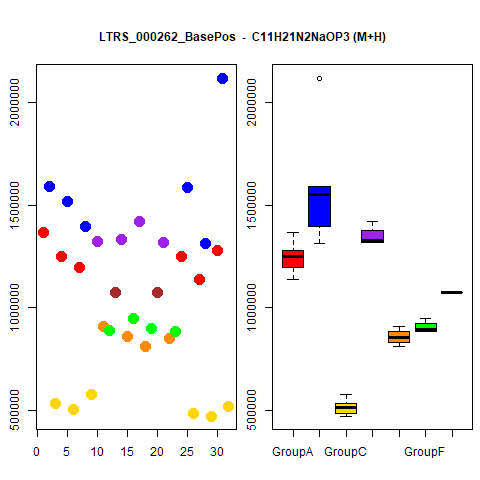 LTRS_000262_BasePos - C11H21N2NaOP3 (M+H)
2000000
1500000
1000000
500000
0 5 10 15 20 25 30
2000000
1500000
1000000
500000
GroupA GroupC GroupF